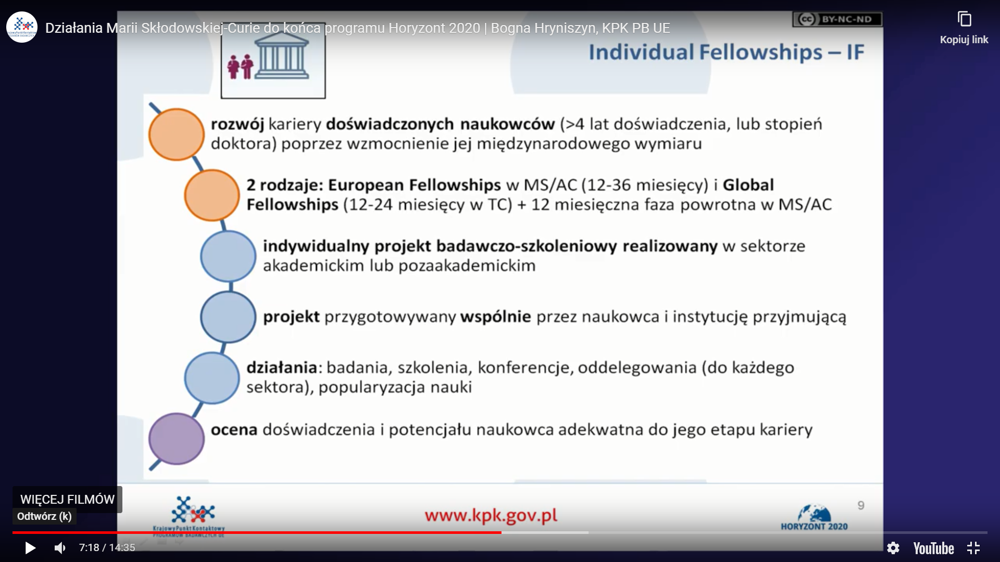 Działania Marii Skłodowskiej-Curie do końca programu Horyzont 2020 | Bogna Hryniszyn, KPK PB UE
cc BY-NC-ND
Kopiuj link
Individual Fellowships – IF
rozwój kariery doświadczonych naukowców (>4 lat doświadczenia, lub stopień
doktora) poprzez wzmocnienie jej międzynarodowego wymiaru
2 rodzaje: European Fellowships w MS/AC (12-36 miesięcy) i Global
Fellowships (12-24 miesięcy w TC) + 12 miesięczna faza powrotna w MS/AC
indywidualny projekt badawczo-szkoleniowy realizowany w sektorze
akademickim lub pozaakademickim
projekt przygotowywany wspólnie przez naukowca i instytucję przyjmującą
działania: badania, szkolenia, konferencje, oddelegowania (do każdego
sektora), popularyzacja nauki
ocena doświadczenia i potencjału naukowca adekwatna do jego etapu kariery
WIĘCEJ FILMÓW
Odtwórz (k)
KrajowyPunktKontaktowy
PROGRAMÓW BADAWCZYCH UE
www.kpk.gov.pl
HORYZONT 2020
9
7:18 / 14:35
YouTube